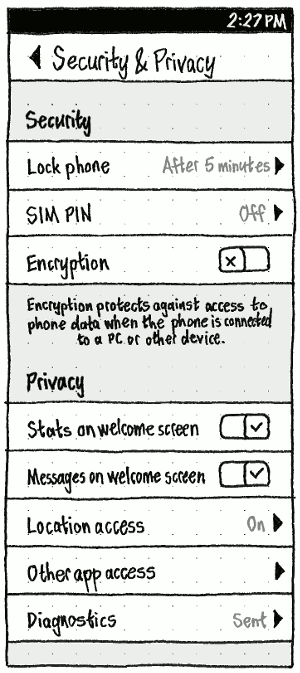 2:27PM
Security & Privacy
Security
Lock phone After 5 minutes
SIM PIN Off
Encryption
Encryption protects against access to
phone data when the phone is connected
to a PC or other device.
Privacy
Stats on welcome screen
Messages on welcome screen
Location access On
Other app access
Diagnostics Sent